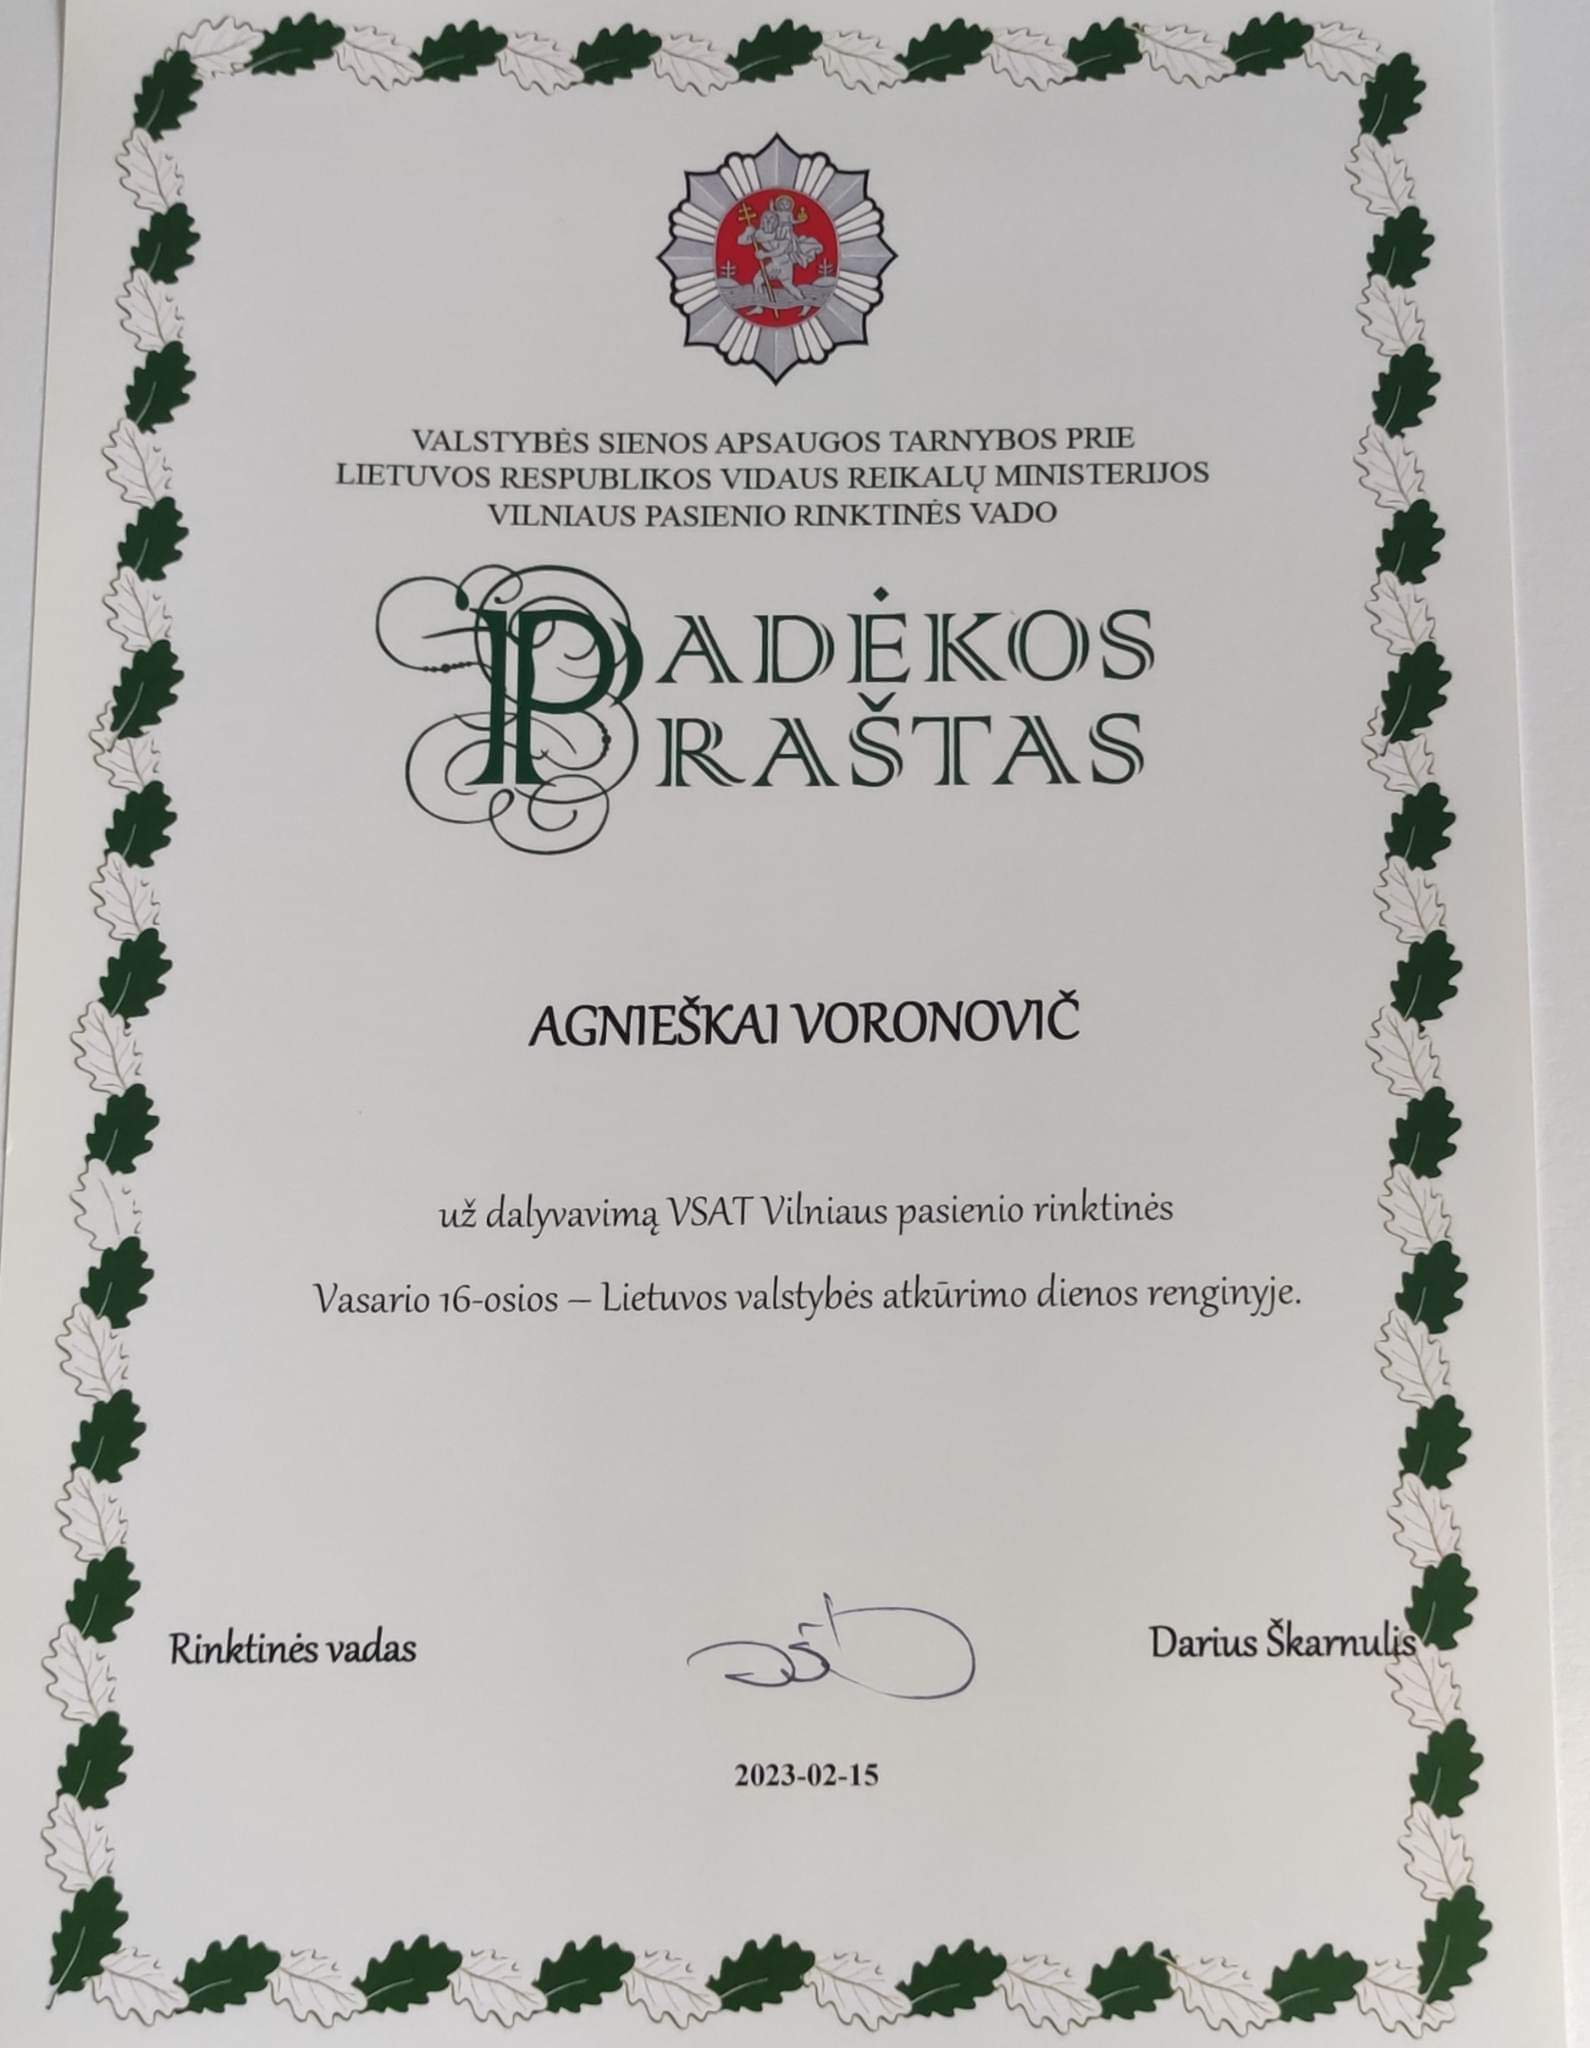 VALSTYBĖS SIENOS APSAUGOS TARNYBOS PRIE
LIETUVOS RESPUBLIKOS VIDAUS REIKALŲ MINISTERIJOS
VILNIAUS PASIENIO RINKTINĖS VADO
PADĖKOS
RAŠTAS
AGNIEŠKAI VORONOVIČ
už dalyvavimą VSAT Vilniaus pasienio rinktinės
Vasario 16-osios – Lietuvos valstybės atkūrimo dienos renginyje.
Rinktinės vadas Darius Škarnulis
2023-02-15